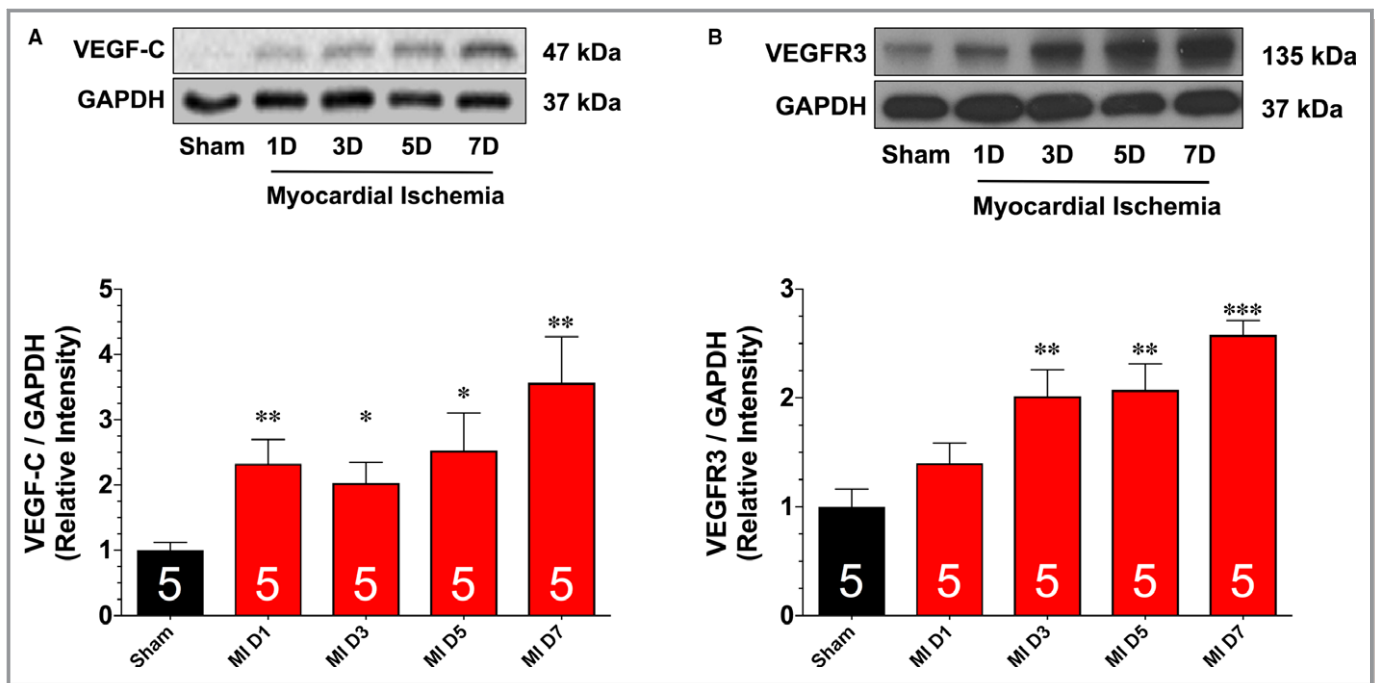 A
VEGF-C
47 kDa
GAPDH
37 kDa
Sham 1D 3D 5D 7D
Myocardial Ischemia
VEGF-C / GAPDH
(Relative Intensity)
5
4
3
2
1
0
**
*
*
**
5 5 5 5 5
Sham MI D1 MI D3 MI D5 MI D7
B
VEGFR3
135 kDa
GAPDH
37 kDa
Sham 1D 3D 5D 7D
Myocardial Ischemia
VEGFR3 / GAPDH
(Relative Intensity)
3
2
1
0
**
**
***
5 5 5 5 5
Sham MI D1 MI D3 MI D5 MI D7